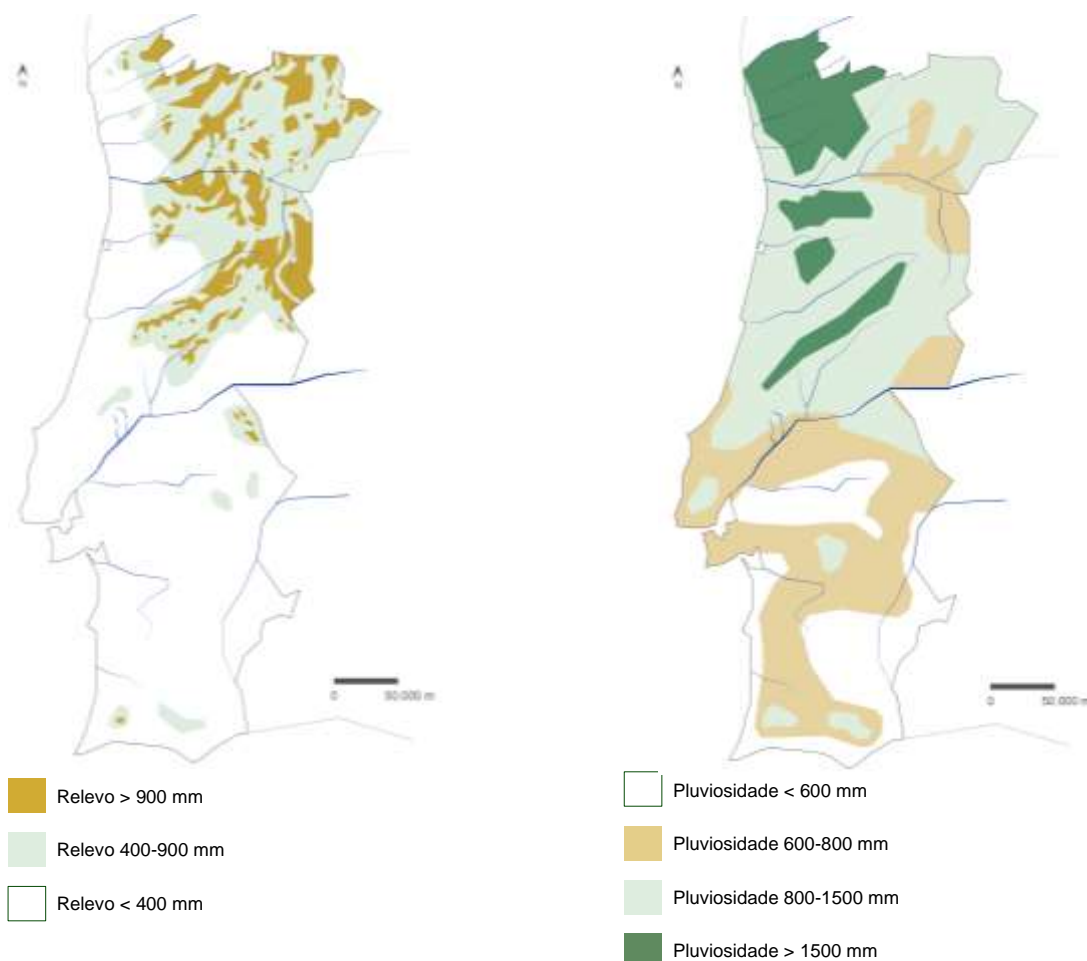 N
0 50.000 m
Relevo > 900 mm
Relevo 400-900 mm
Relevo < 400 mm
N
0 50.000 m
Pluviosidade < 600 mm
Pluviosidade 600-800 mm
Pluviosidade 800-1500 mm
Pluviosidade > 1500 mm